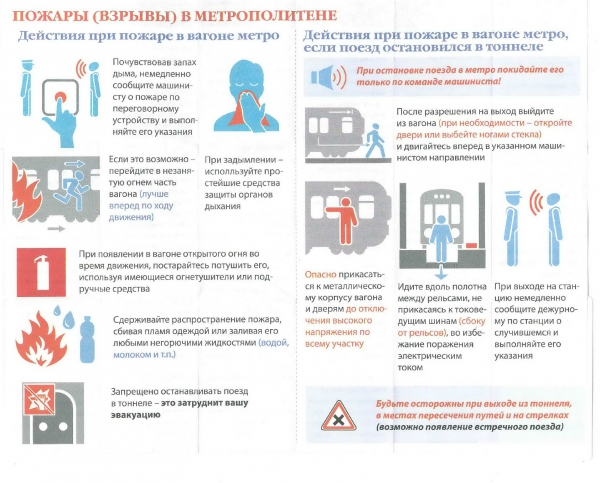 ПОЖАРЫ (ВЗРЫВЫ) В МЕТРОПОЛИТЕНЕ
Действия при пожаре в вагоне метро
Почувствовав запах
дыма, немедленно
сообщите машини-
сту о пожаре по
переговорному
устройству и выпол-
няйте его указания
Если это возможно –
перейдите в незаня-
тую огнем часть
вагона (лучше
вперед по ходу
движения)
При задымлении –
используйте про-
стейшие средства
защиты органов
дыхания
При появлении в вагоне открытого огня во
время движения, постарайтесь потушить его,
используя имеющиеся огнетушители или под-
ручные средства
Сдерживайте распространение пожара,
сбивая пламя одеждой или заливая его
любыми негорючими жидкостями (водой,
молоком и т.п.)
Запрещено останавливать поезд
в тоннеле – это затруднит вашу
эвакуацию
Действия при пожаре в вагоне метро,
если поезд остановился в тоннеле
При остановке поезда в метро покидайте его
только по команде машиниста!
После разрешения на выход выйдите
из вагона (при необходимости – откройте
двери или выбейте ногами стекла)
и двигайтесь вперед в указанном маши-
нистом направлении
Опасно прикасать-
ся к металличес-
кому корпусу вагона
и дверям до отклю-
чения высокого
напряжения по
всему участку
Идите вдоль полотна
между рельсами, не
прикасаясь к токове-
дущим шинам (сбоку
от рельсов), во избе-
жание поражения
электрическим
током
При выходе на стан-
цию немедленно
сообщите дежурно-
му по станции о
случившемся и
выполняйте его
указания
Будьте осторожны при выходе из тоннеля,
в местах пересечения путей и на стрелках
(возможно появление встречного поезда)